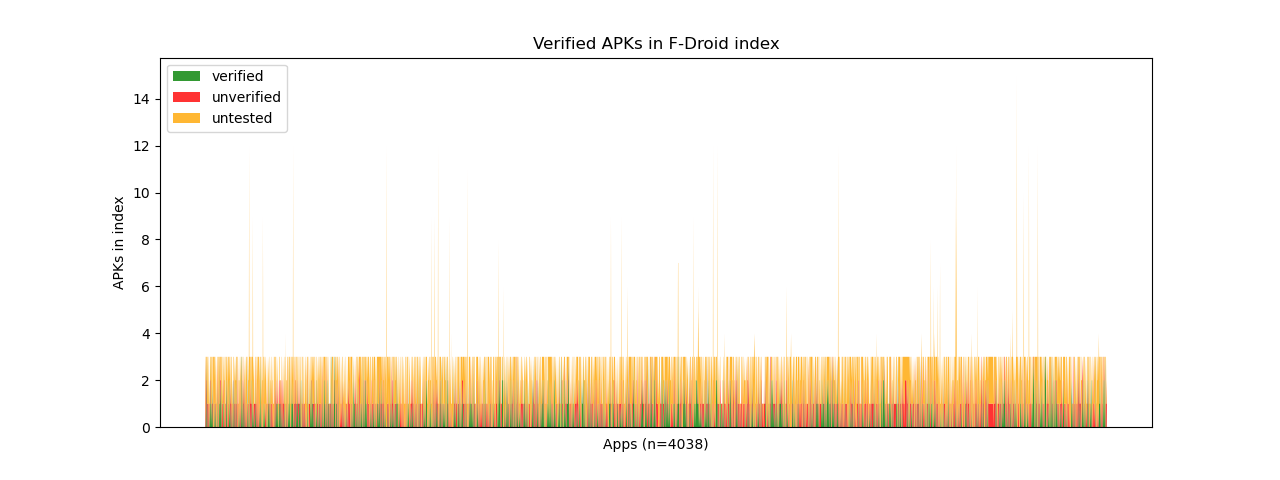 Verified APKs in F-Droid index
verified
unverified
untested
14
12
10
8
6
4
2
0
APKs in index
Apps (n=4038)